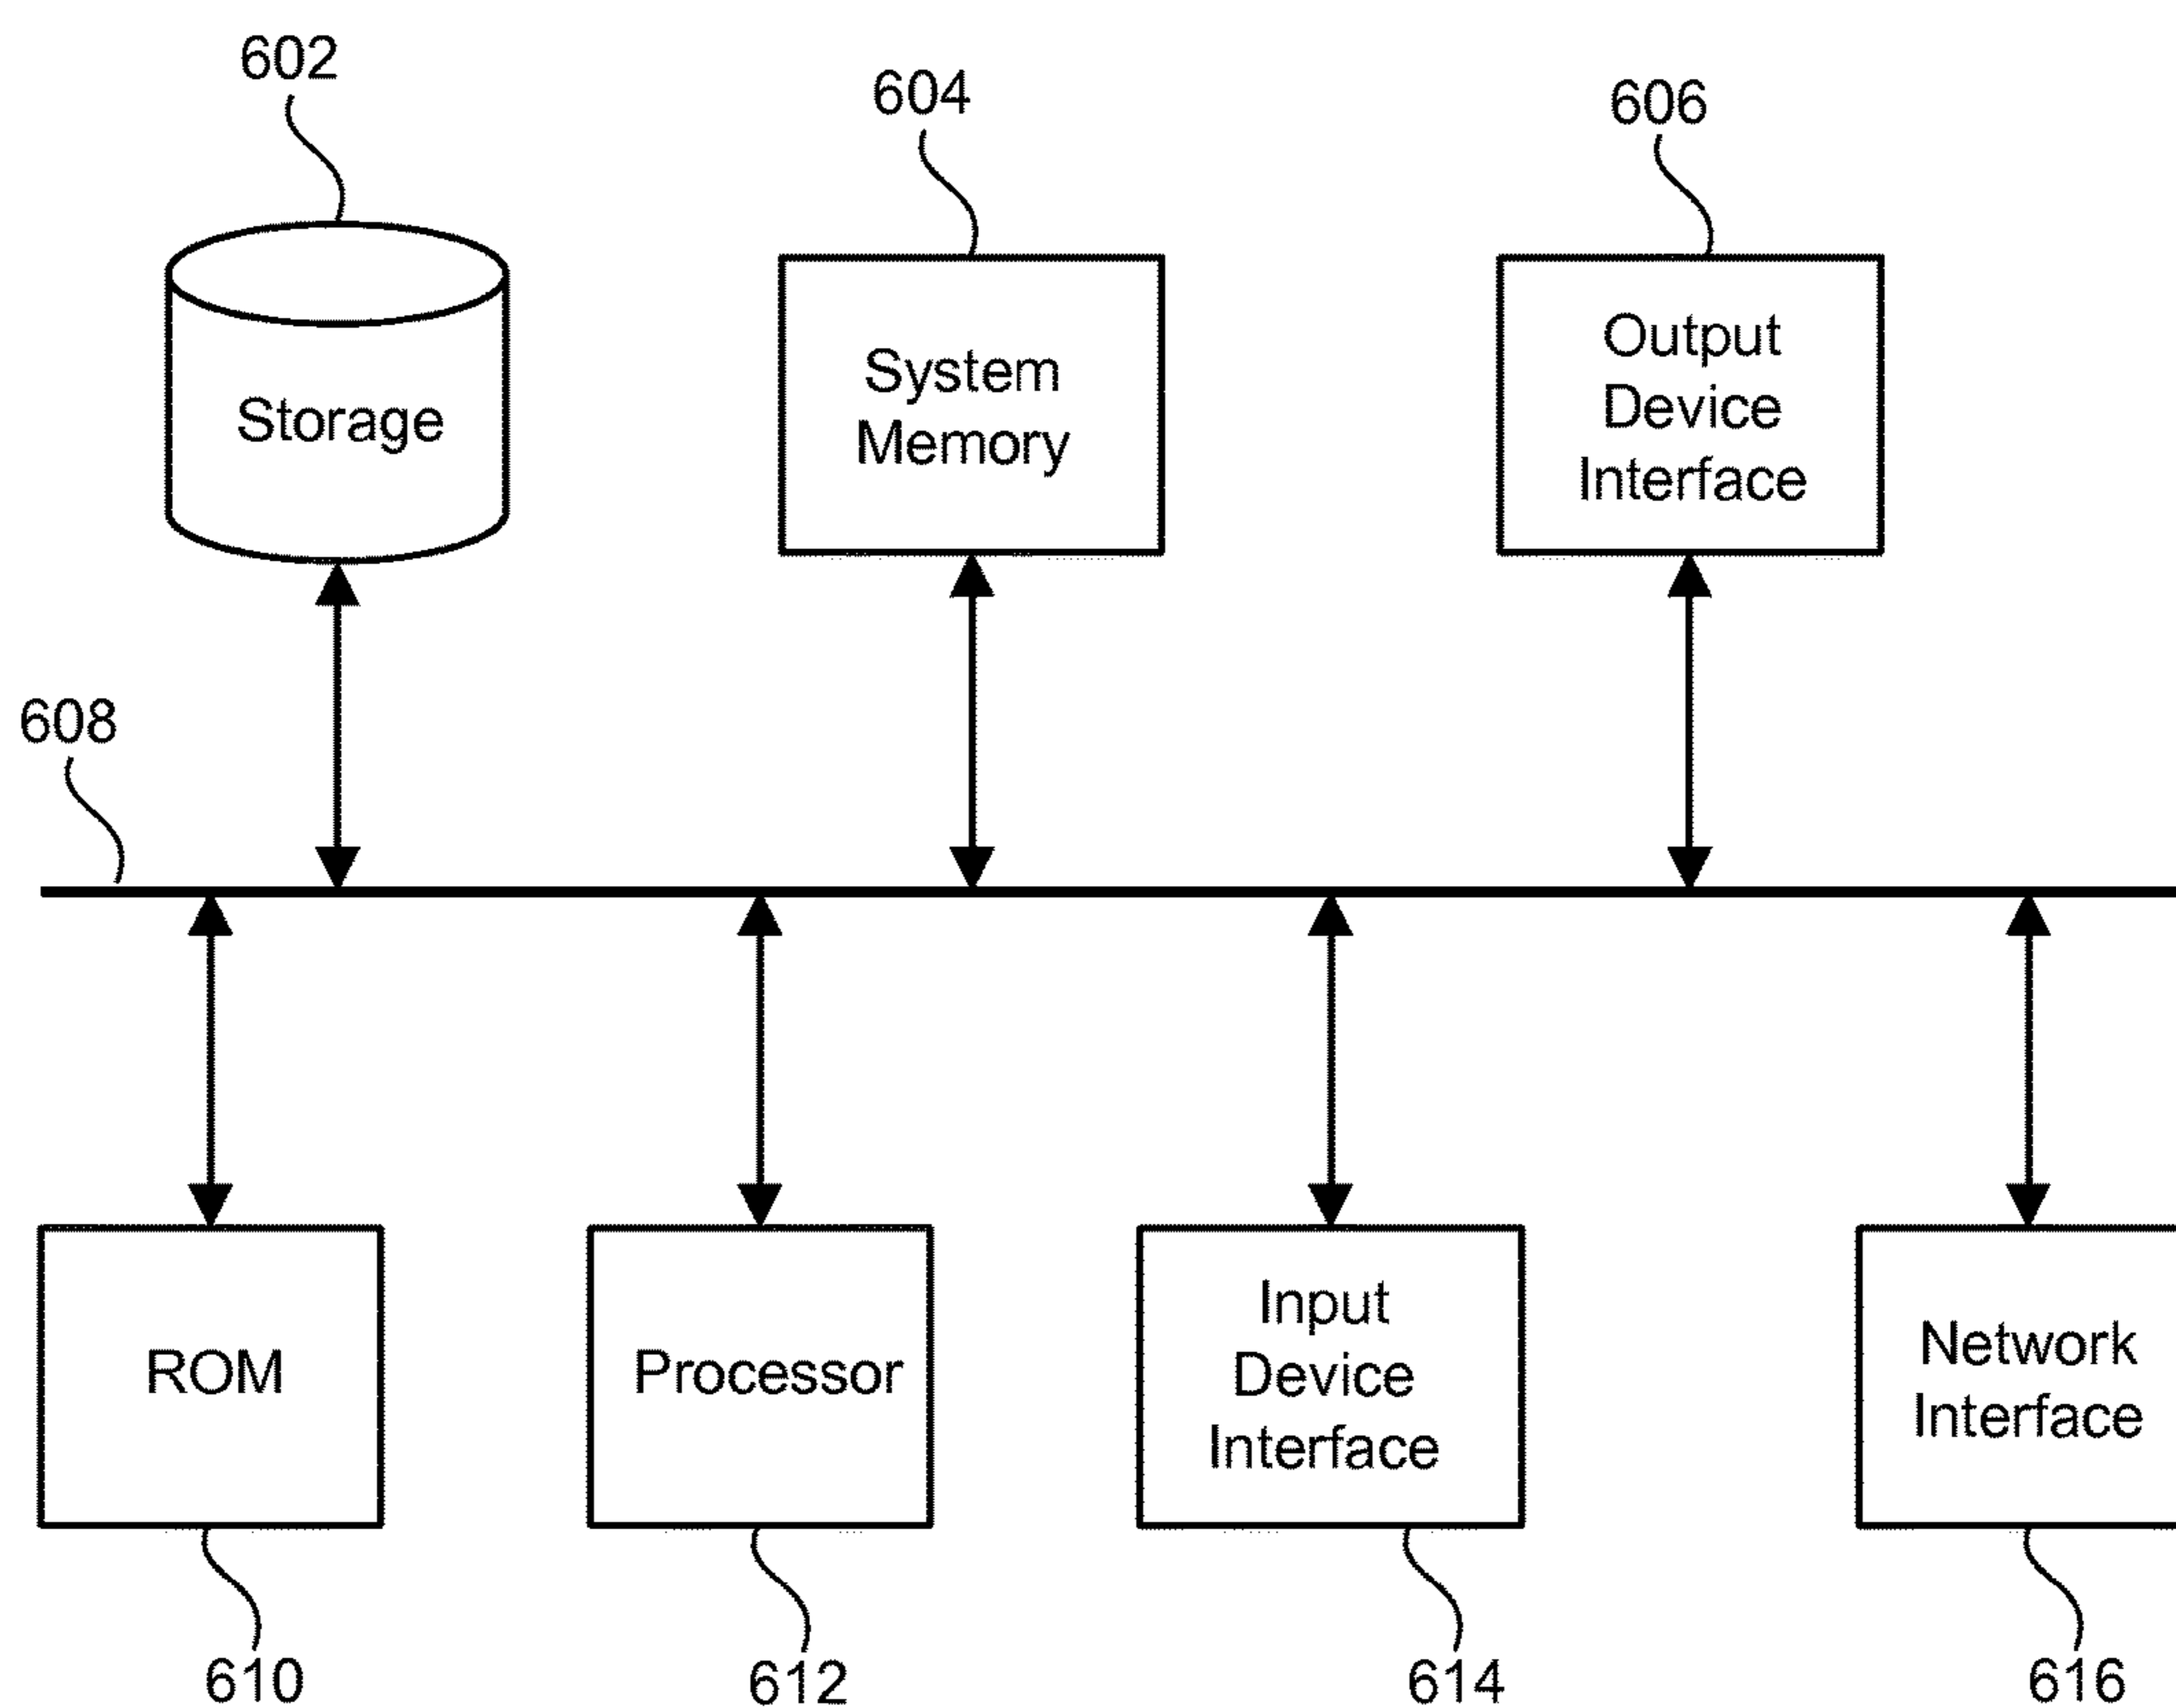 602
604
606
Storage
System
Memory
Output
Device
Interface
608
ROM
Processor
Input
Device
Interface
Network
Interface
610
612
614
616